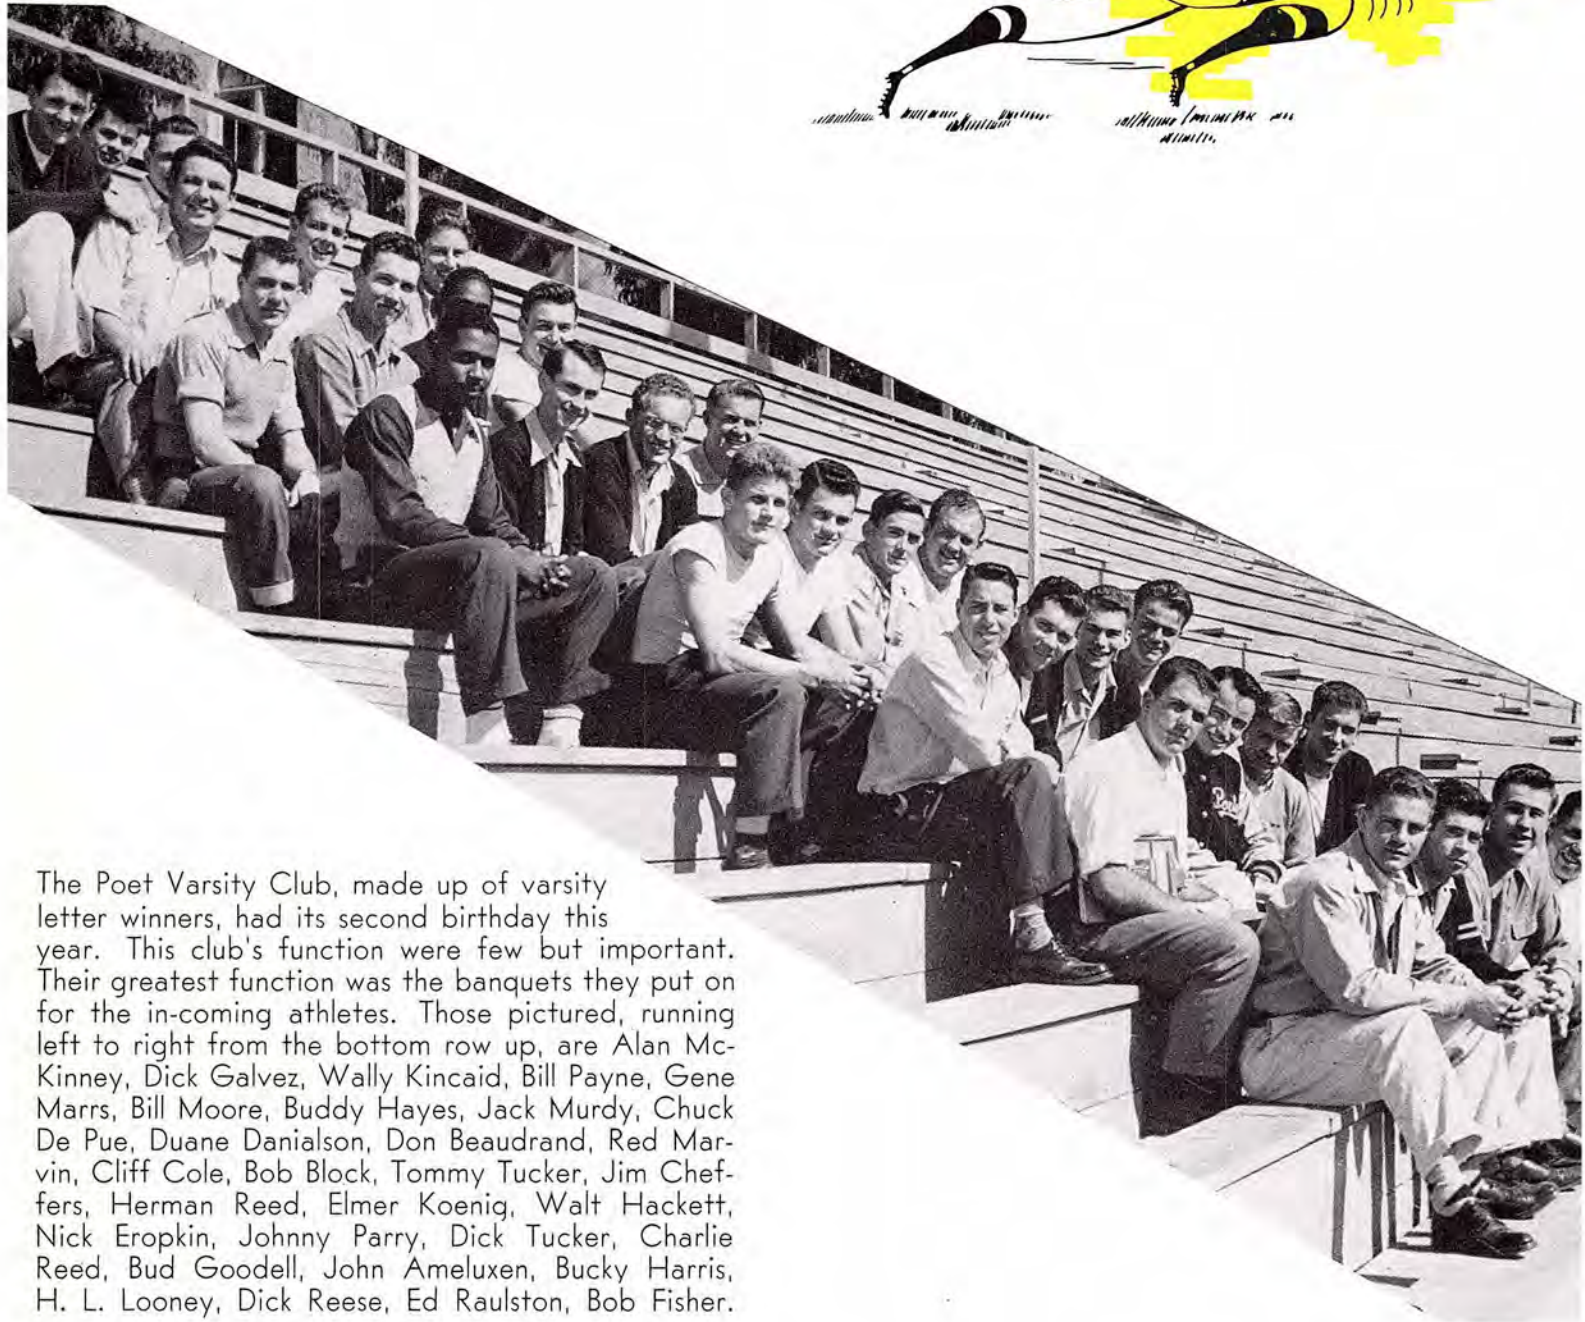 The Poet Varsity Club, made up of varsity
letter winners, had its second birthday this
year. This club's function were few but important.
Their greatest function was the banquets they put on
for the in-coming athletes. Those pictured, running
left to right from the bottom row up, are Alan Mc-
Kinney, Dick Galvez, Wally Kincaid, Bill Payne, Gene
Marrs, Bill Moore, Buddy Hayes, Jack Murdy, Chuck
De Pue, Duane Danialson, Don Beaudrand, Red Mar-
vin, Cliff Cole, Bob Block, Tommy Tucker, Jim Chef-
fers, Herman Reed, Elmer Koenig, Walt Hackett,
Nick Eropkin, Johnny Parry, Dick Tucker, Charlie
Reed, Bud Goodell, John Ameluxen, Bucky Harris,
H. L. Looney, Dick Reese, Ed Raulston, Bob Fisher.